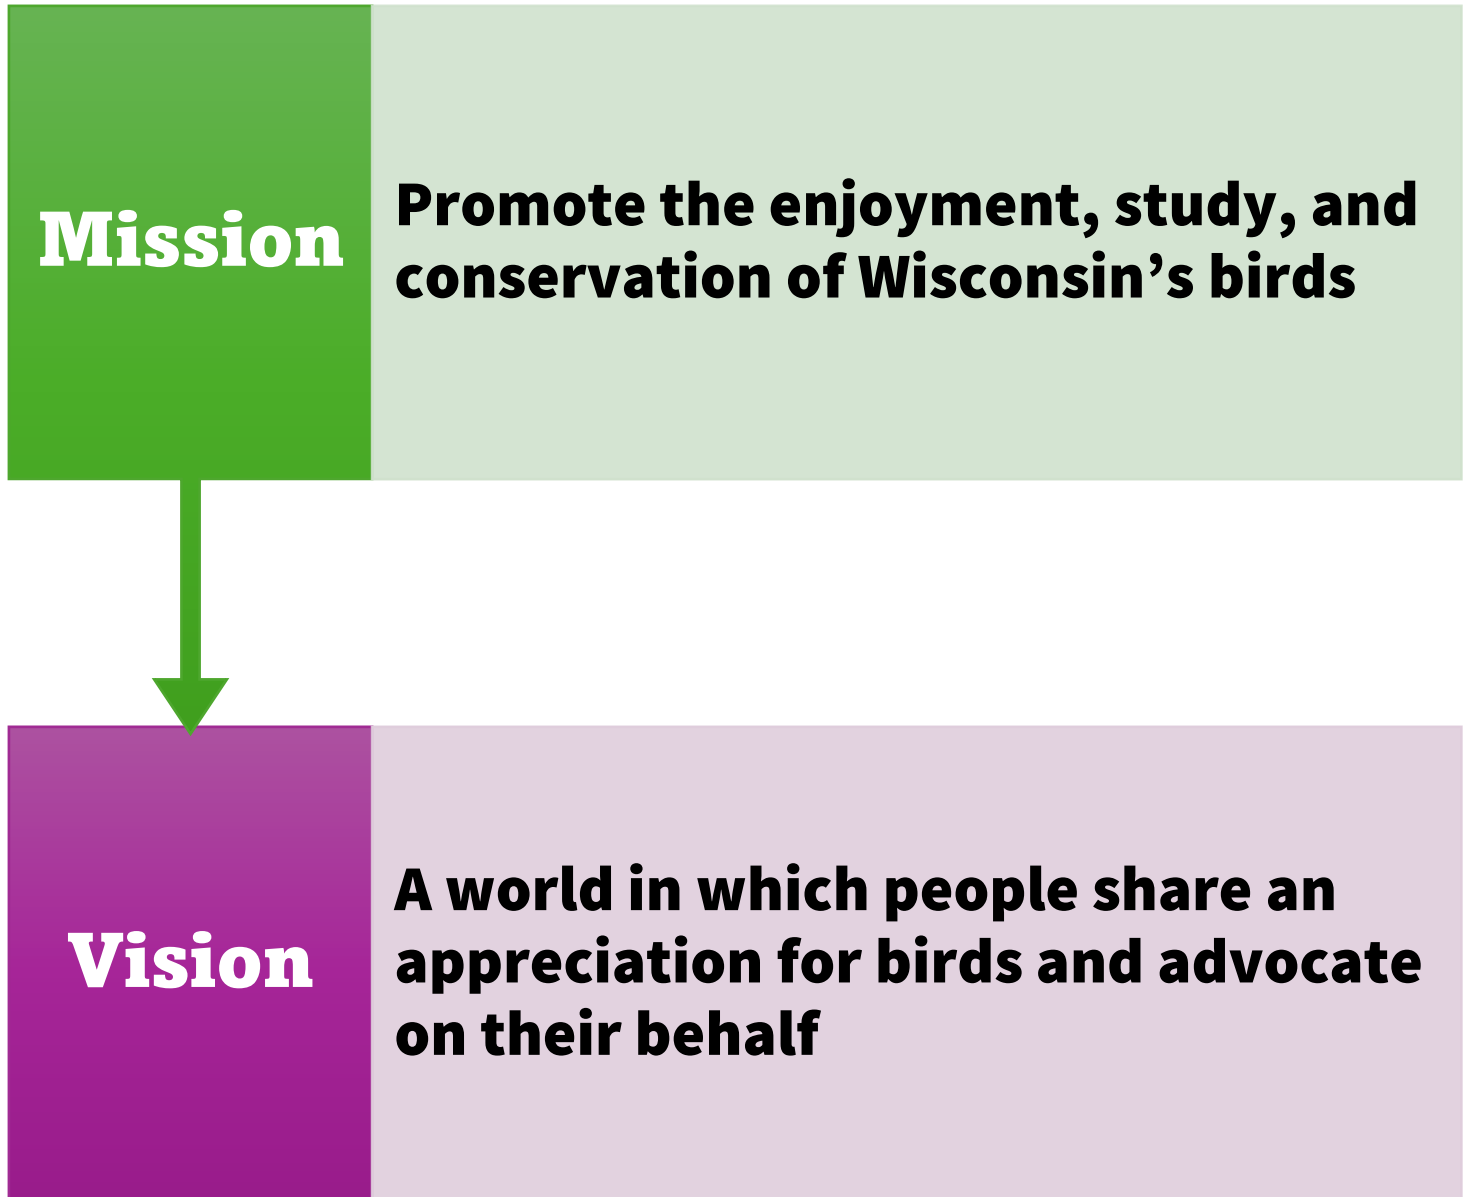 Mission
Promote the enjoyment, study, and
conservation of Wisconsin’s birds
Vision
A world in which people share an
appreciation for birds and advocate
on their behalf